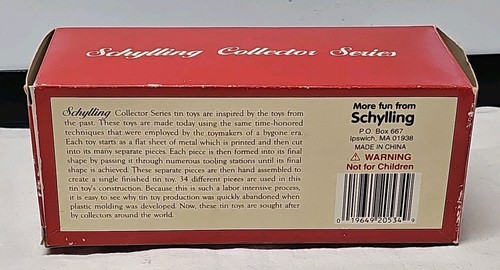 Schylling Collector Series
Schylling Collector Series tin toys are inspired by the toys from
the past. These toys are made today using the same time-honored
techniques that were employed by the toymakers of a bygone era.
Each toy starts as a flat sheet of metal which is printed and then cut
into its many separate pieces. Each piece is then formed into its final
shape by passing it through numerous tooling stations until its final
shape is achieved. These separate pieces are then hand assembled to
create a single finished tin toy. 34 different pieces are used in this
tin toy's construction. Because this is such a labor intensive process,
it is easy to see why tin toy production was quickly abandoned when
plastic molding was developed. Now, these tin toys are sought after
by collectors around the world.
More fun from
Schylling
P.O. Box 667
Ipswich, MA 01938
MADE IN CHINA
⚠ WARNING
Not for Children
0 19649 20534 9